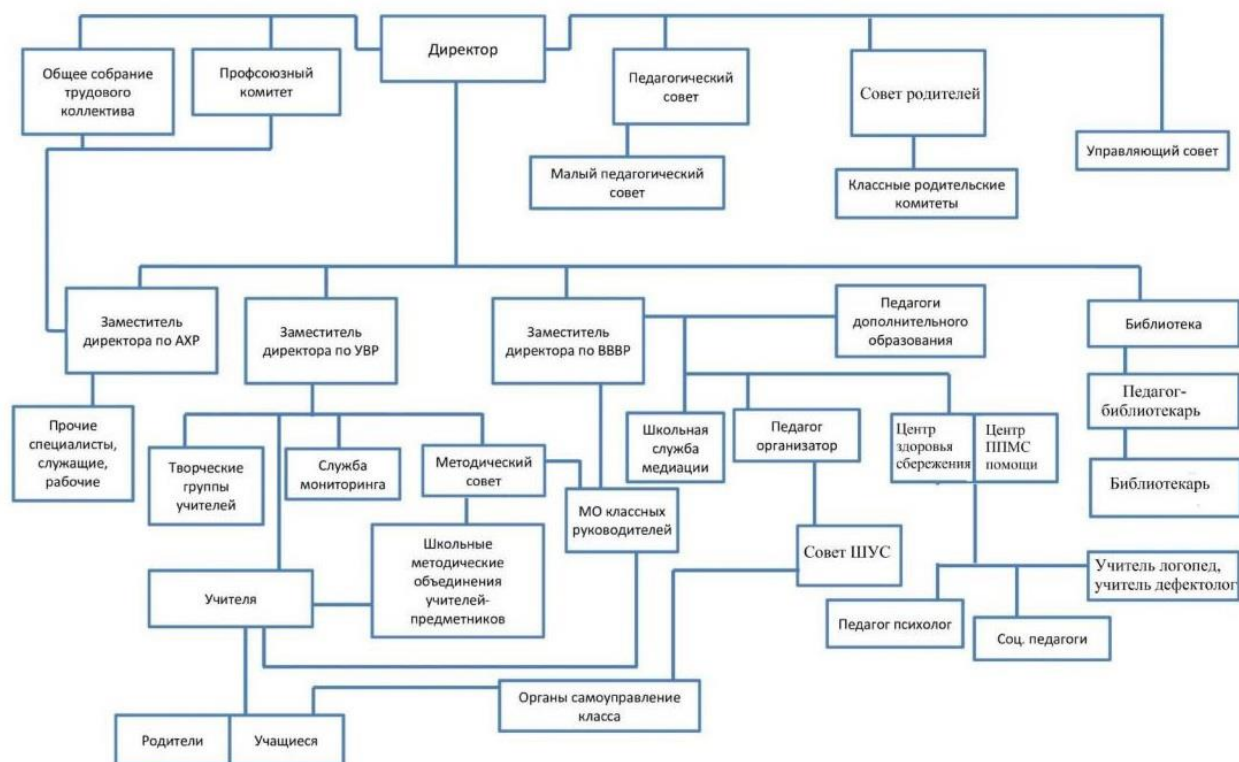 Директор
Общее собрание
трудового
коллектива
Профсоюзный
комитет
Педагогический
совет
Совет родителей
Управляющий совет
Малый педагогический
совет
Классные родительские
комитеты
Заместитель
директора по АХР
Заместитель
директора по УВР
Заместитель
директора по ВВВР
Педагоги
дополнительного
образования
Библиотека
Прочие
специалисты,
служащие,
рабочие
Творческие
группы
учителей
Служба
мониторинга
Методический
совет
МО классных
руководителей
Школьная
служба
медиации
Педагог
организатор
Центр
здоровья
сбережения
Центр
ППМС
помощи
Педагог-
библиотекарь
Библиотекарь
Школьные
методические
объединения
учителей-
предметников
Учителя
Совет ШУС
Учитель логопед,
учитель дефектолог
Педагог психолог
Соц. педагоги
Органы самоуправление
класса
Родители
Учащиеся